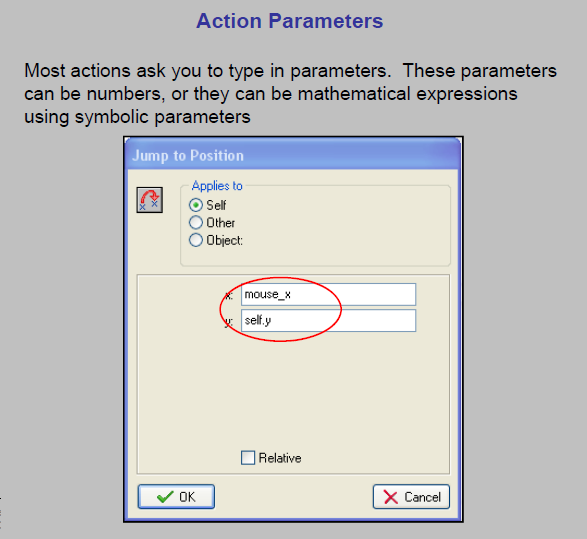 Action Parameters
Most actions ask you to type in parameters.  These parameters
can be numbers, or they can be mathematical expressions
using symbolic parameters
Jump to Position
Applies to
Self
Other
Object:
x: mouse_x
y: self.y
Relative
OK
Cancel